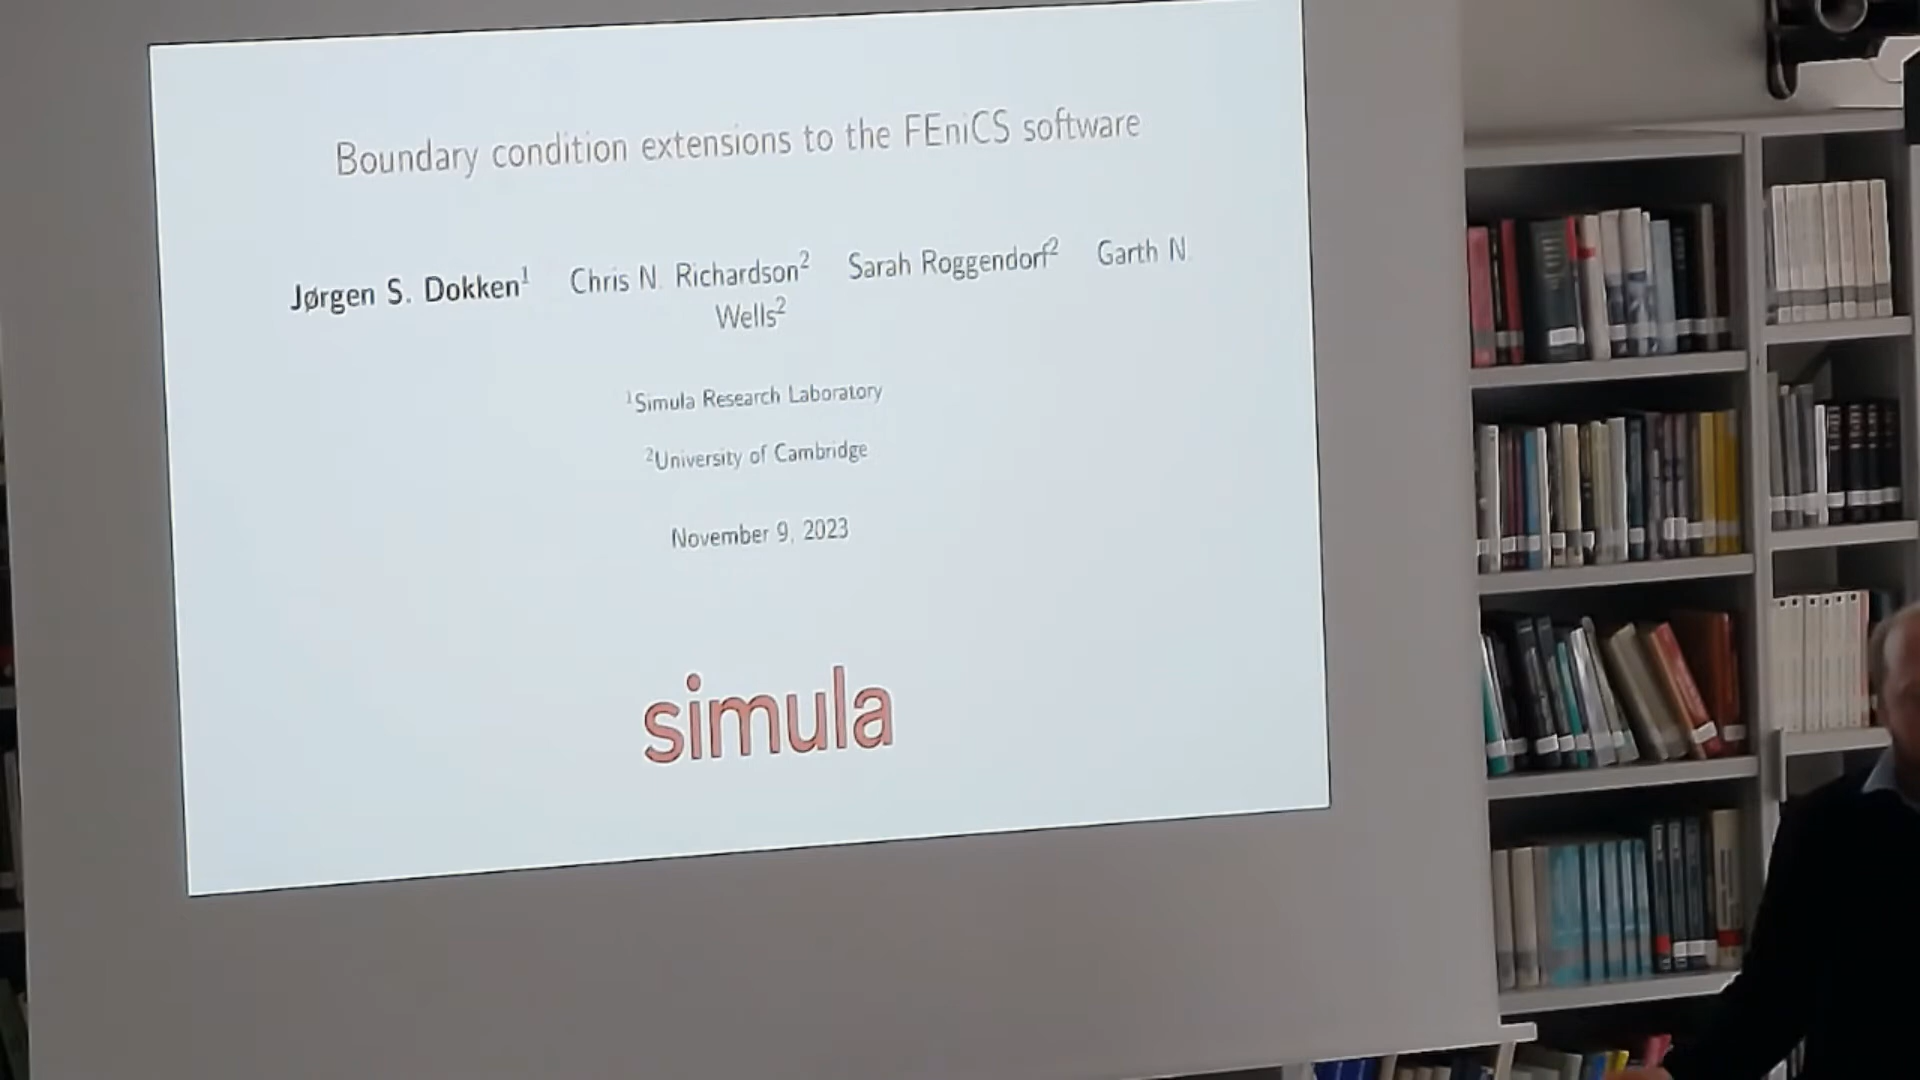 Boundary condition extensions to the FEniCS software
Jørgen S. Dokken¹ Chris N. Richardson² Sarah Roggendorf² Garth N.
Wells²
¹Simula Research Laboratory
²University of Cambridge
November 9, 2023
simula